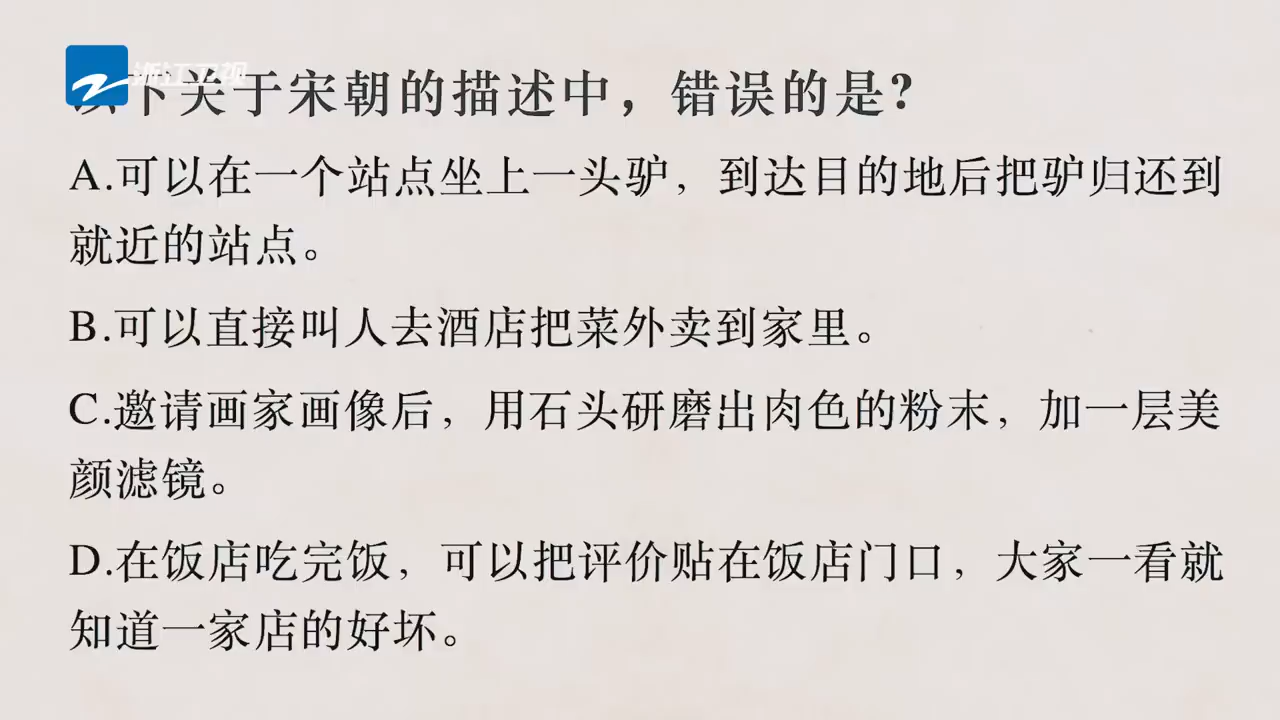 浙江卫视
以下关于宋朝的描述中，错误的是？
A.可以在一个站点坐上一头驴，到达目的地后把驴归还到
就近的站点。
B.可以直接叫人去酒店把菜外卖到家里。
C.邀请画家画像后，用石头研磨出肉色的粉末，加一层美
颜滤镜。
D.在饭店吃完饭，可以把评价贴在饭店门口，大家一看就
知道一家店的好坏。